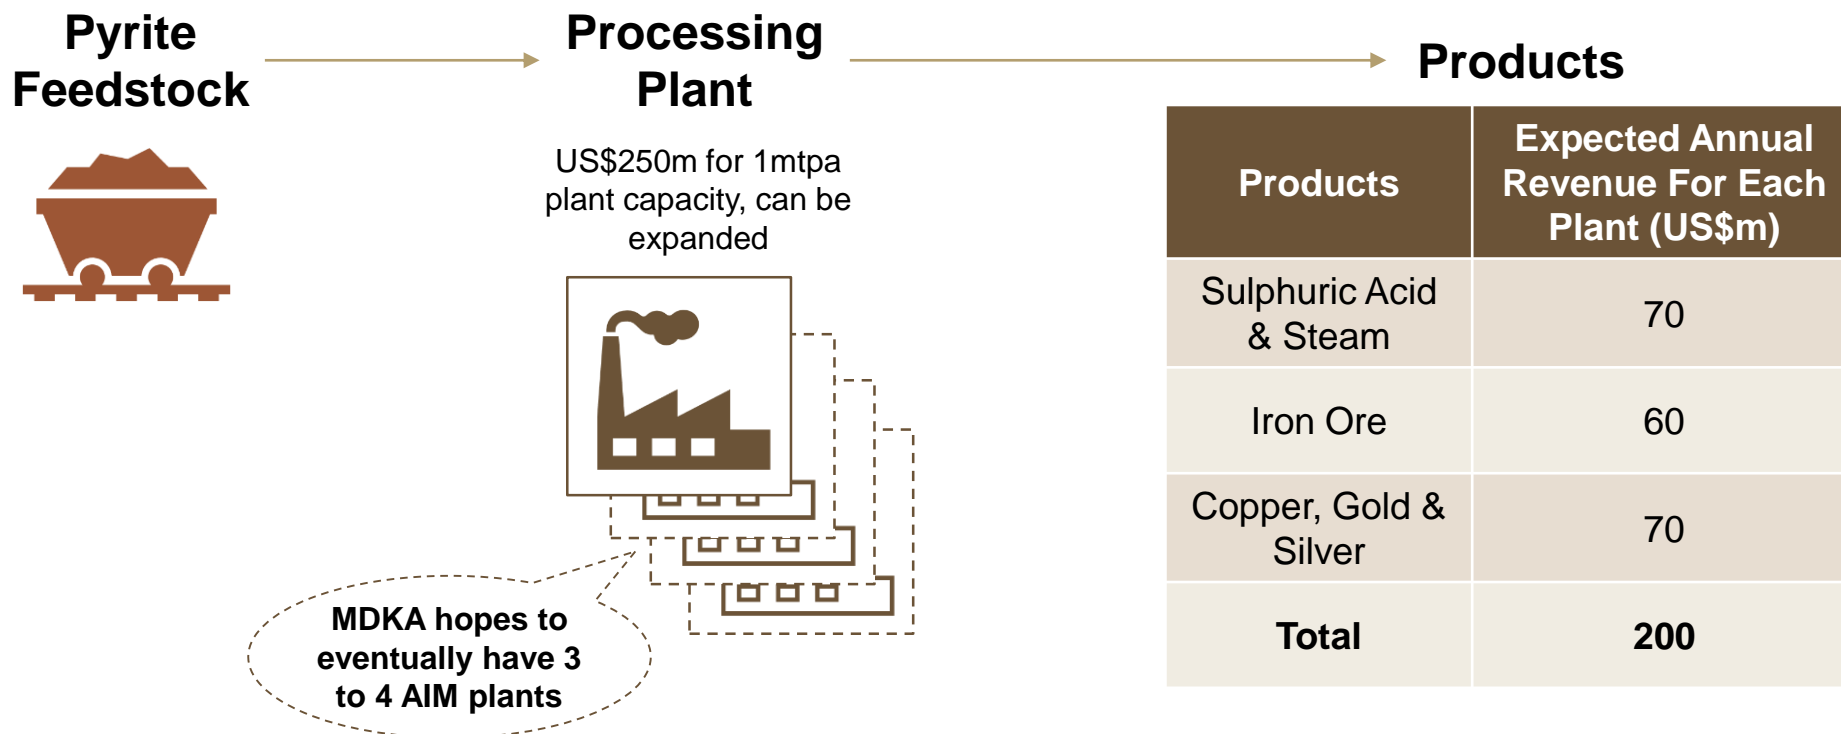 Pyrite
Feedstock
Processing
Plant
US$250m for 1mtpa
plant capacity, can be
expanded
MDKA hopes to
eventually have 3
to 4 AIM plants
Products
Products
Expected Annual
Revenue For Each
Plant (US$m)
Sulphuric Acid
& Steam
70
Iron Ore
60
Copper, Gold &
Silver
70
Total
200